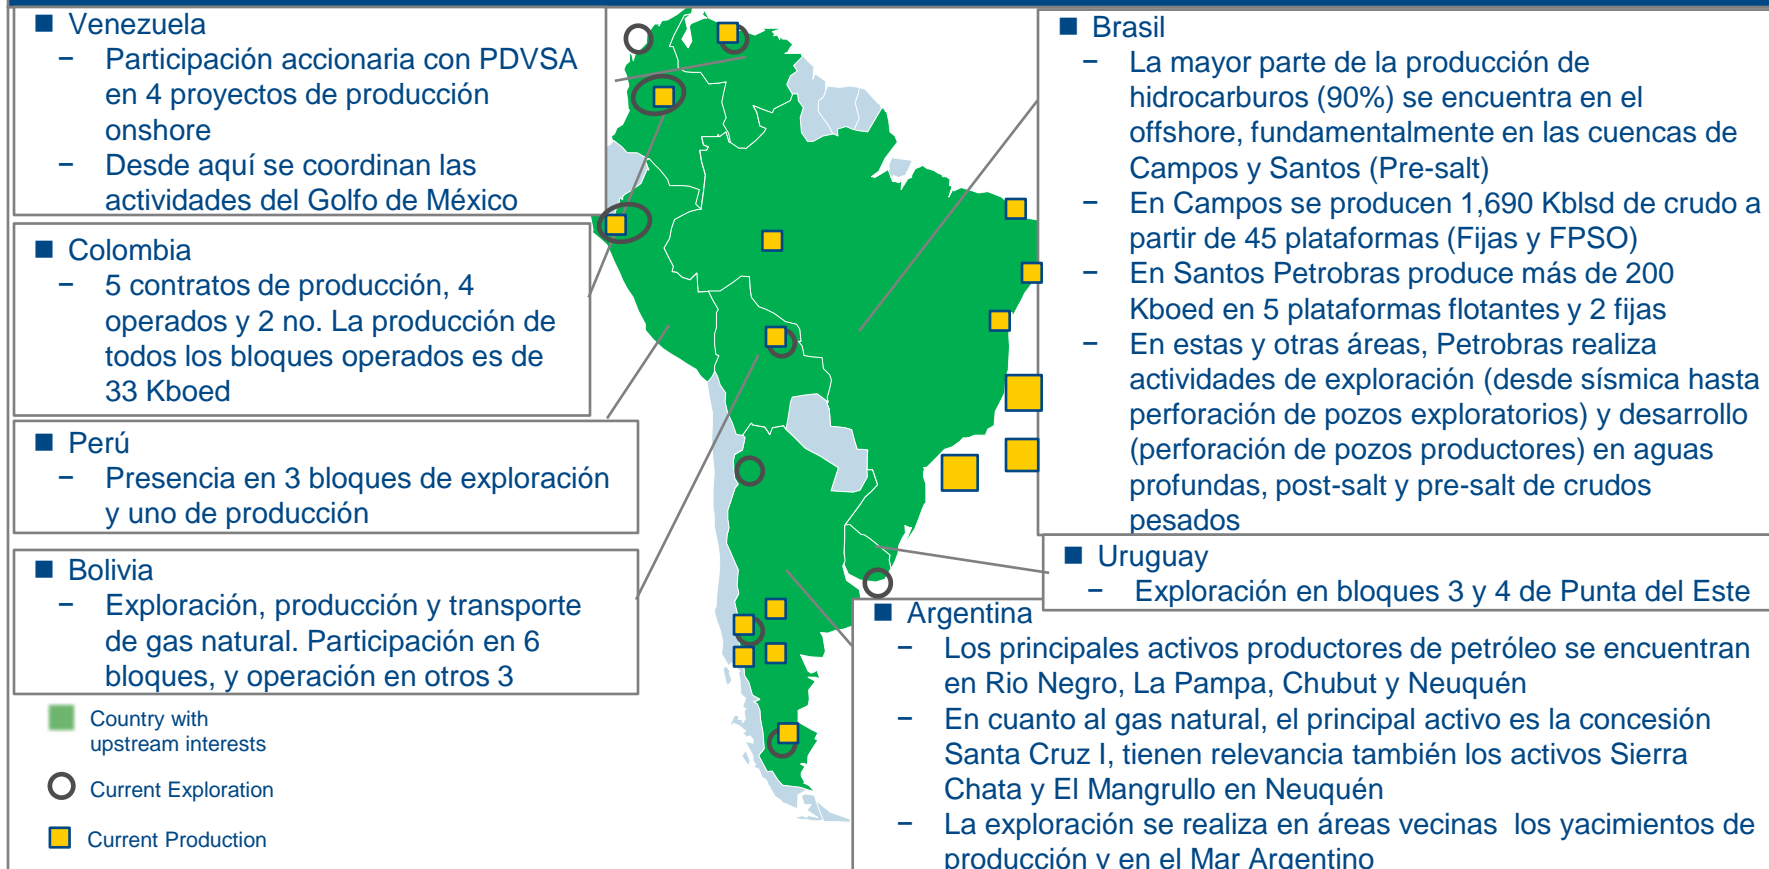 ■ Venezuela
− Participación accionaria con PDVSA
en 4 proyectos de producción
onshore
− Desde aquí se coordinan las
actividades del Golfo de México
■ Colombia
− 5 contratos de producción, 4
operados y 2 no. La producción de
todos los bloques operados es de
33 Kboed
■ Perú
− Presencia en 3 bloques de exploración
y uno de producción
■ Bolivia
− Exploración, producción y transporte
de gas natural. Participación en 6
bloques, y operación en otros 3
Country with
upstream interests
Current Exploration
Current Production
■ Brasil
− La mayor parte de la producción de
hidrocarburos (90%) se encuentra en el
offshore, fundamentalmente en las cuencas de
Campos y Santos (Pre-salt)
− En Campos se producen 1,690 Kblsd de crudo a
partir de 45 plataformas (Fijas y FPSO)
− En Santos Petrobras produce más de 200
Kboed en 5 plataformas flotantes y 2 fijas
− En estas y otras áreas, Petrobras realiza
actividades de exploración (desde sísmica hasta
perforación de pozos exploratorios) y desarrollo
(perforación de pozos productores) en aguas
profundas, post-salt y pre-salt de crudos
pesados
■ Uruguay
− Exploración en bloques 3 y 4 de Punta del Este
■ Argentina
− Los principales activos productores de petróleo se encuentran
en Rio Negro, La Pampa, Chubut y Neuquén
− En cuanto al gas natural, el principal activo es la concesión
Santa Cruz I, tienen relevancia también los activos Sierra
Chata y El Mangrullo en Neuquén
− La exploración se realiza en áreas vecinas los yacimientos de
producción y en el Mar Argentino